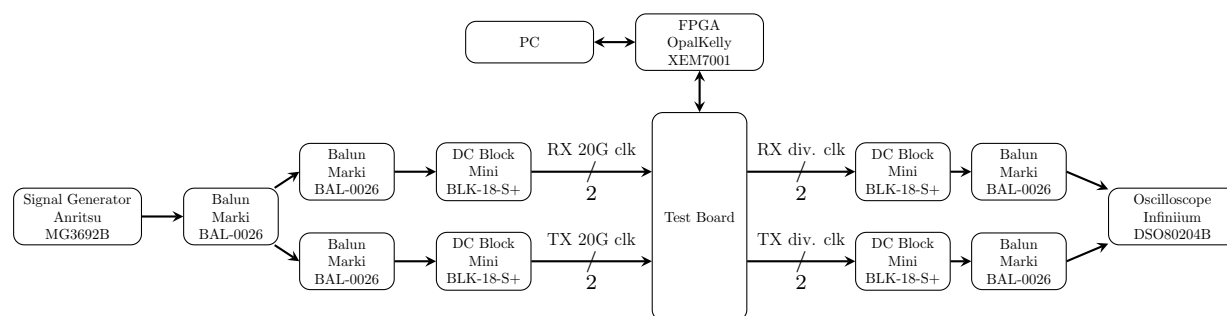 PC
FPGA
OpalKelly
XEM7001
Signal Generator
Anritsu
MG3692B
Balun
Marki
BAL-0026
Balun
Marki
BAL-0026
DC Block
Mini
BLK-18-S+
RX 20G clk
2
Balun
Marki
BAL-0026
DC Block
Mini
BLK-18-S+
TX 20G clk
2
Test Board
RX div. clk
2
DC Block
Mini
BLK-18-S+
Balun
Marki
BAL-0026
TX div. clk
2
DC Block
Mini
BLK-18-S+
Balun
Marki
BAL-0026
Oscilloscope
Infiniium
DSO80204B